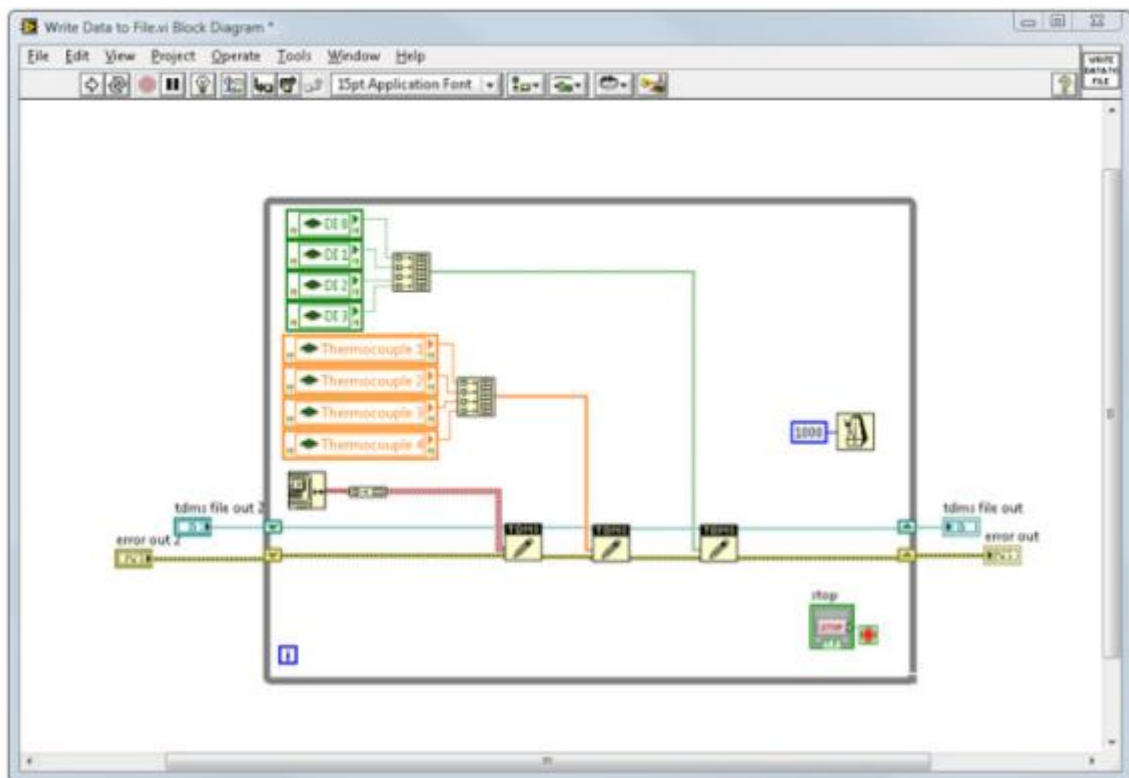 Write Data to File.vi Block Diagram *
File Edit View Project Operate Tools Window Help
15pt Application Font
WRITE
DATA TO
FILE
DI 0
DI 1
DI 2
DI 3
Thermocouple 1
Thermocouple 2
Thermocouple 3
Thermocouple 4
1000
tdms file out 2
tdms file out
error out 2
error out
TDMS
TDMS
TDMS
stop
STOP
i